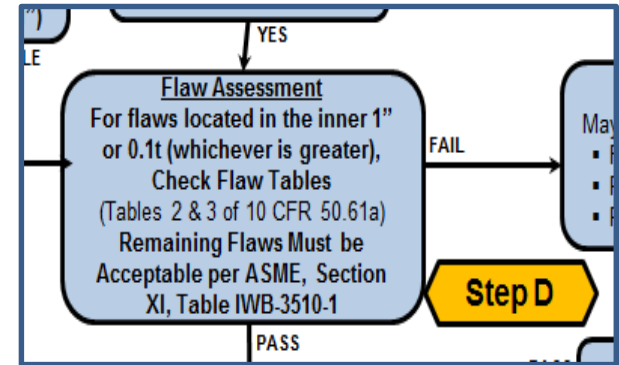 ")
LE
YES
Flaw Assessment
For flaws located in the inner 1”
or 0.1t (whichever is greater),
Check Flaw Tables
(Tables 2 & 3 of 10 CFR 50.61a)
Remaining Flaws Must be
Acceptable per ASME, Section
XI, Table IWB-3510-1
FAIL
May
Step D
PASS